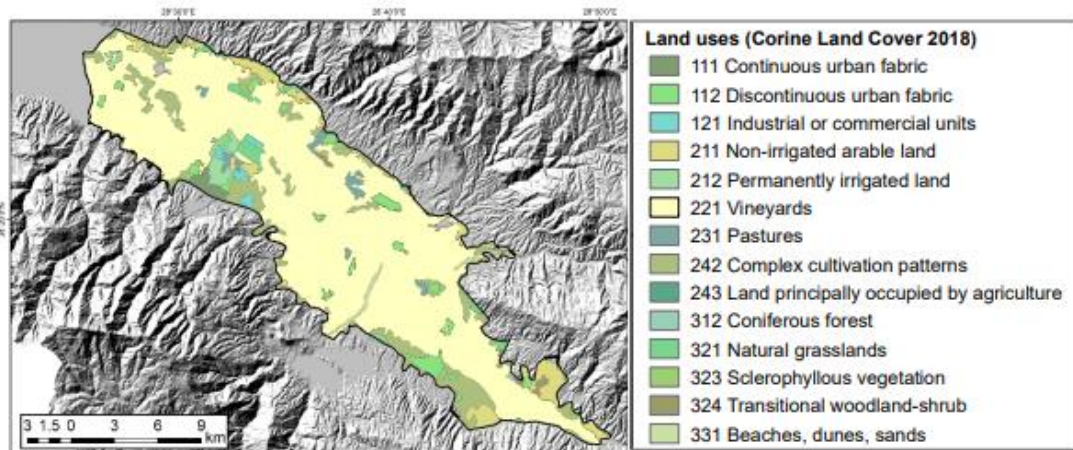 28°40'0"E
Land uses (Corine Land Cover 2018)
111 Continuous urban fabric
112 Discontinuous urban fabric
121 Industrial or commercial units
211 Non-irrigated arable land
212 Permanently irrigated land
221 Vineyards
231 Pastures
242 Complex cultivation patterns
243 Land principally occupied by agriculture
312 Coniferous forest
321 Natural grasslands
323 Sclerophyllous vegetation
324 Transitional woodland-shrub
331 Beaches, dunes, sands
3 1.5 0 3 6 9
km